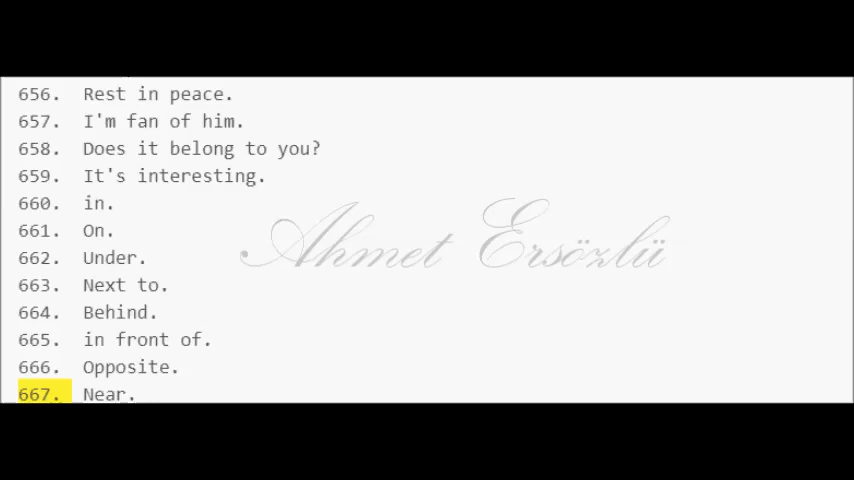 656. Rest in peace.
657. I'm fan of him.
658. Does it belong to you?
659. It's interesting.
660. in.
661. On.
662. Under.
663. Next to.
664. Behind.
665. in front of.
666. Opposite.
667. Near.
Ahmet Ersözlü